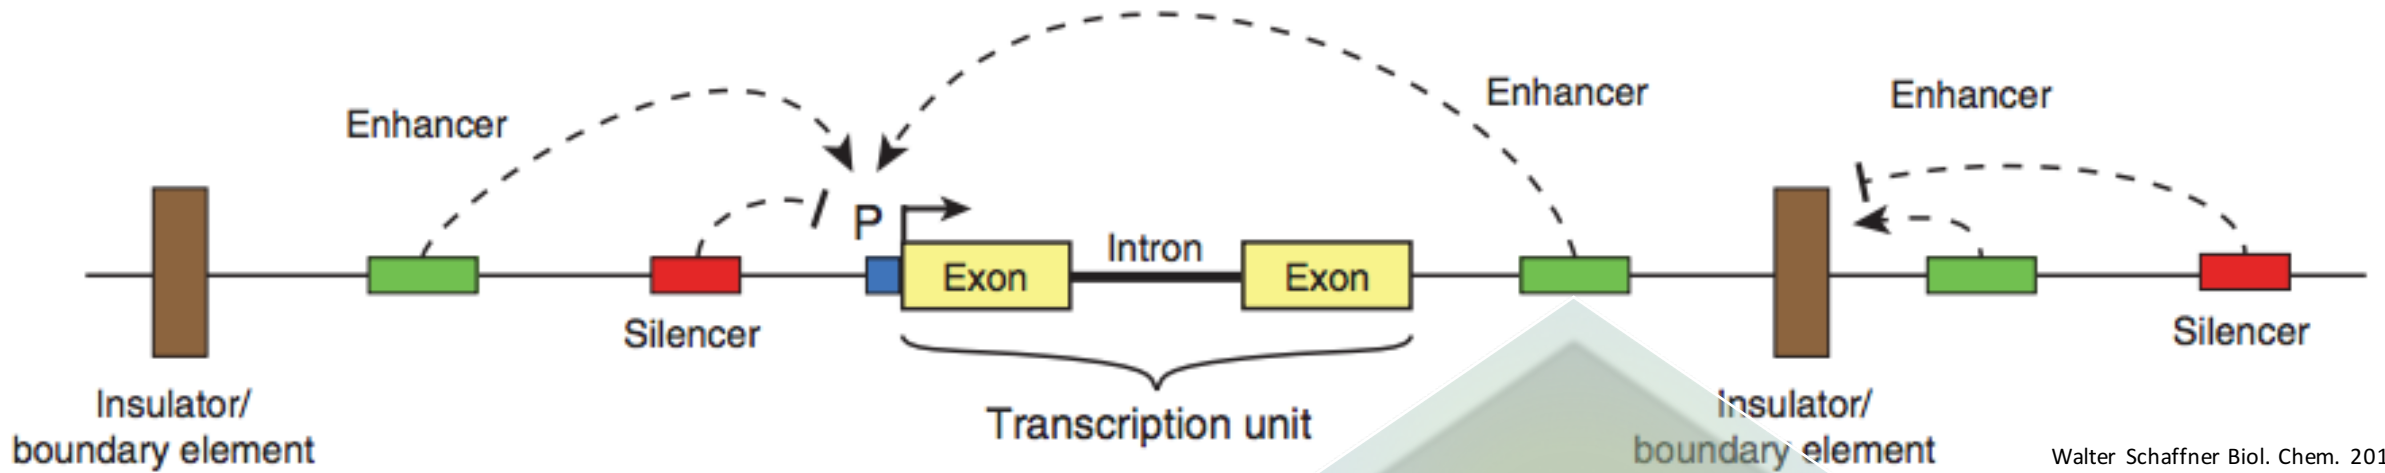 Enhancer
Enhancer
Enhancer
P
Exon
Intron
Exon
Silencer
Silencer
Insulator/
boundary element
Transcription unit
Insulator/
boundary element
Walter Schaffner Biol. Chem. 201